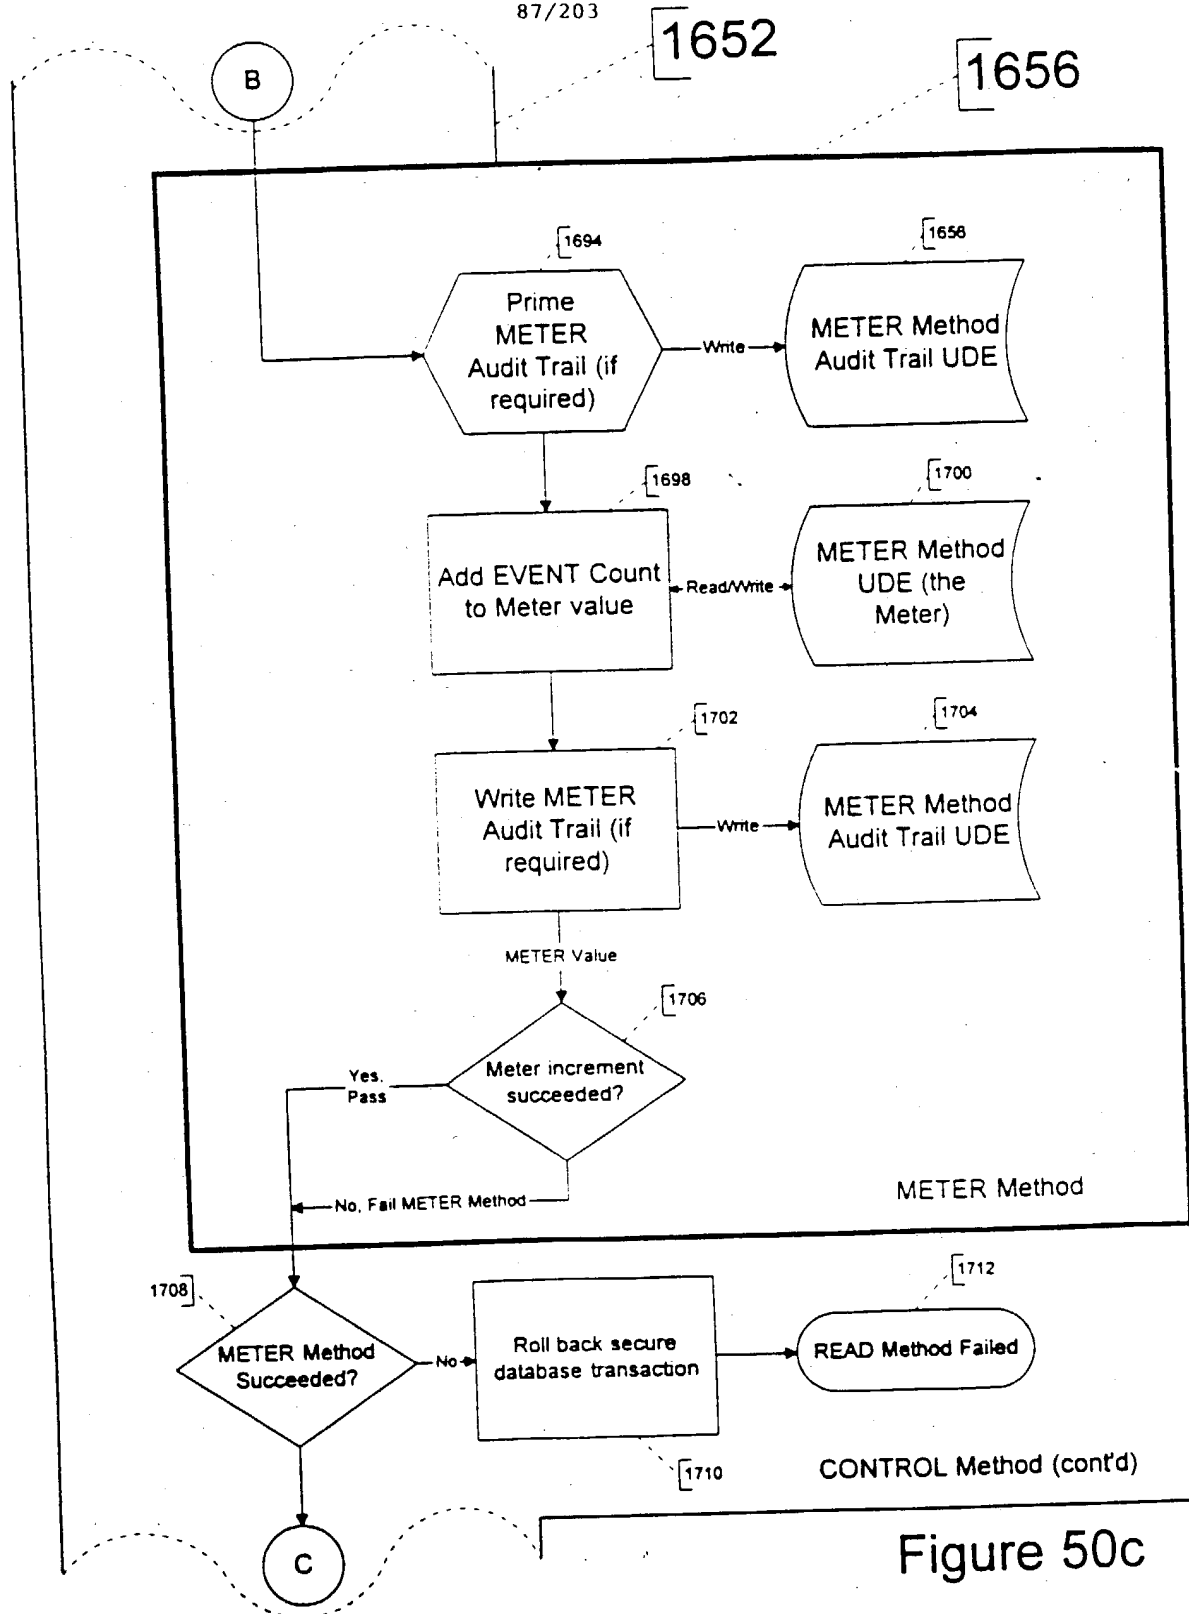 87/203
1652
1656
B
1694
1656
Prime
METER
Audit Trail (if
required)
Write
METER Method
Audit Trail UDE
1698
1700
Add EVENT Count
to Meter value
Read/Write
METER Method
UDE (the
Meter)
1702
1704
Write METER
Audit Trail (if
required)
Write
METER Method
Audit Trail UDE
METER Value
1706
Meter increment
succeeded?
Yes,
Pass
No, Fail METER Method
METER Method
1708
1712
METER Method
Succeeded?
No
Roll back secure
database transaction
READ Method Failed
1710
CONTROL Method (cont'd)
C
Figure 50c